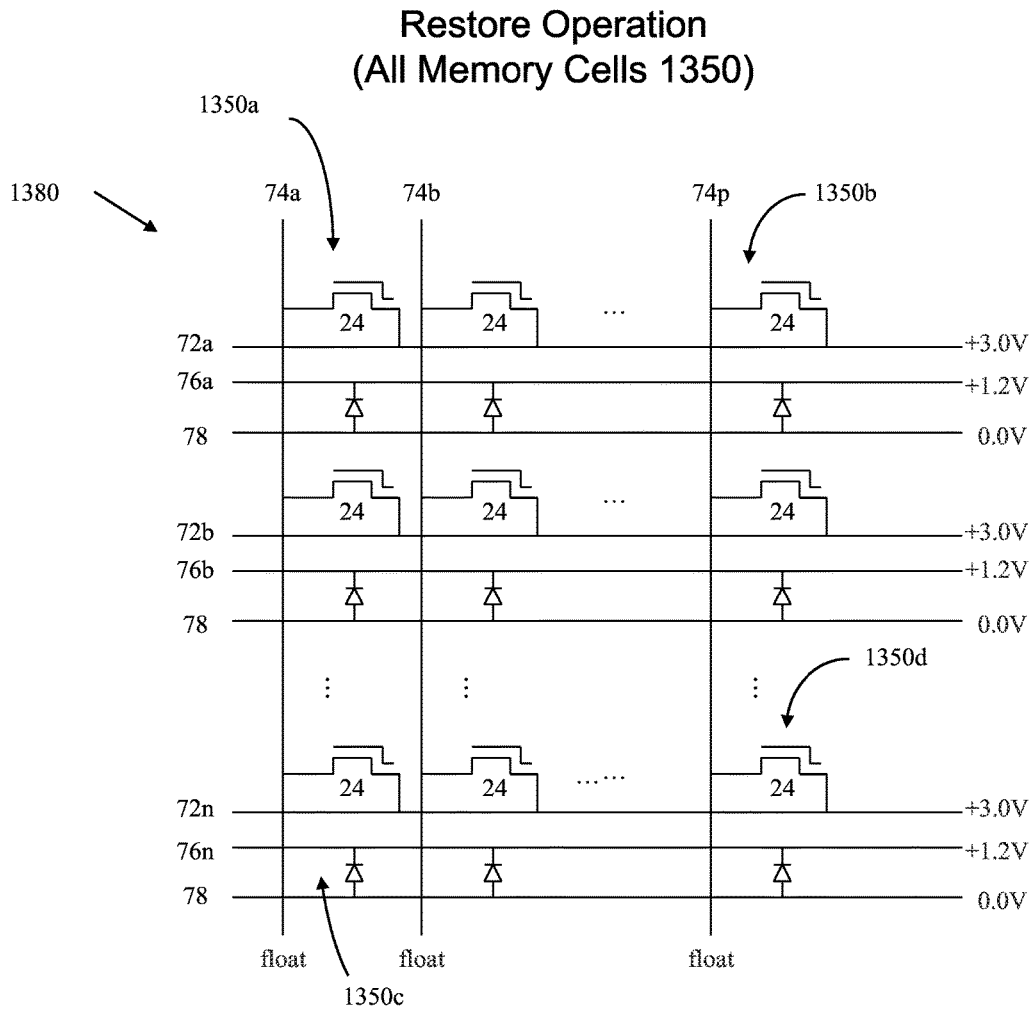 Restore Operation
(All Memory Cells 1350)
1350a
1380
74a 74b 74p 1350b
24 24 ... 24
72a +3.0V
76a +1.2V
78 0.0V
24 24 ... 24
72b +3.0V
76b +1.2V
78 0.0V
1350d
⋮ ⋮ ⋮
24 24 ...... 24
72n +3.0V
76n +1.2V
78 0.0V
float float float
1350c